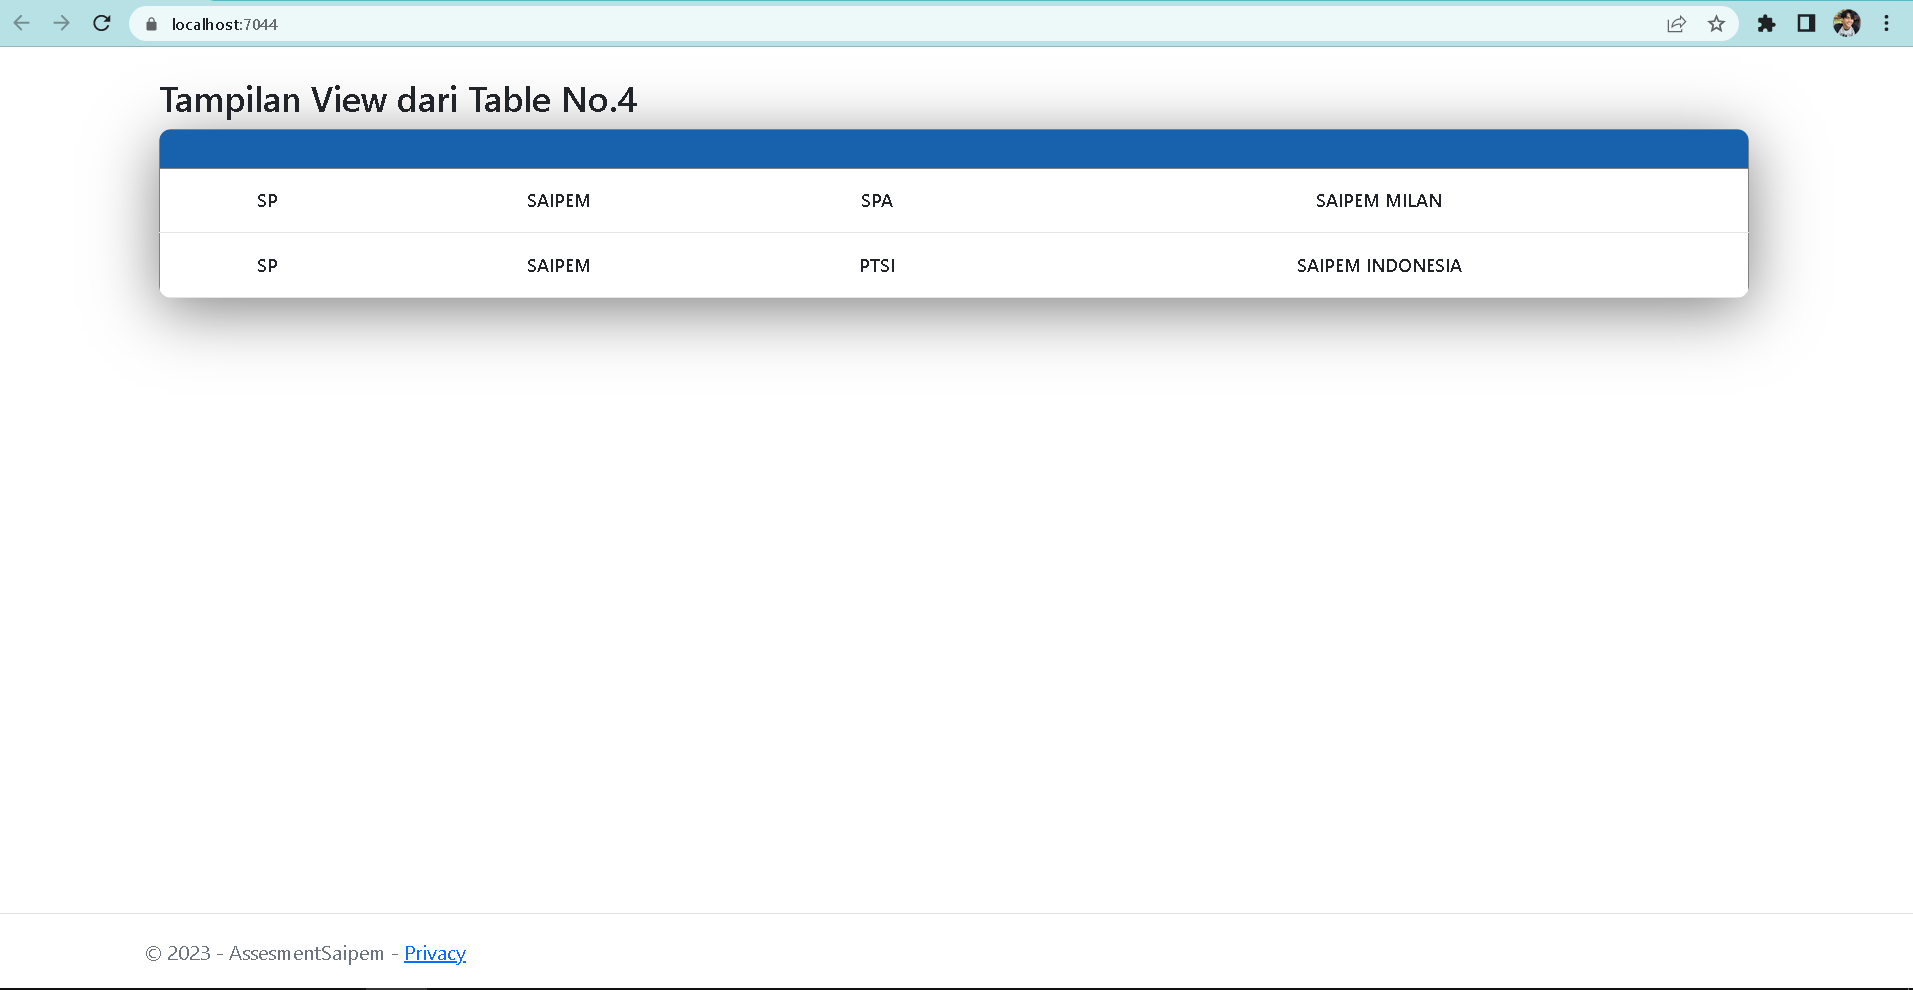 localhost:7044
Tampilan View dari Table No.4
SP SAIPEM SPA SAIPEM MILAN
SP SAIPEM PTSI SAIPEM INDONESIA
© 2023 - AssesmentSaipem - Privacy